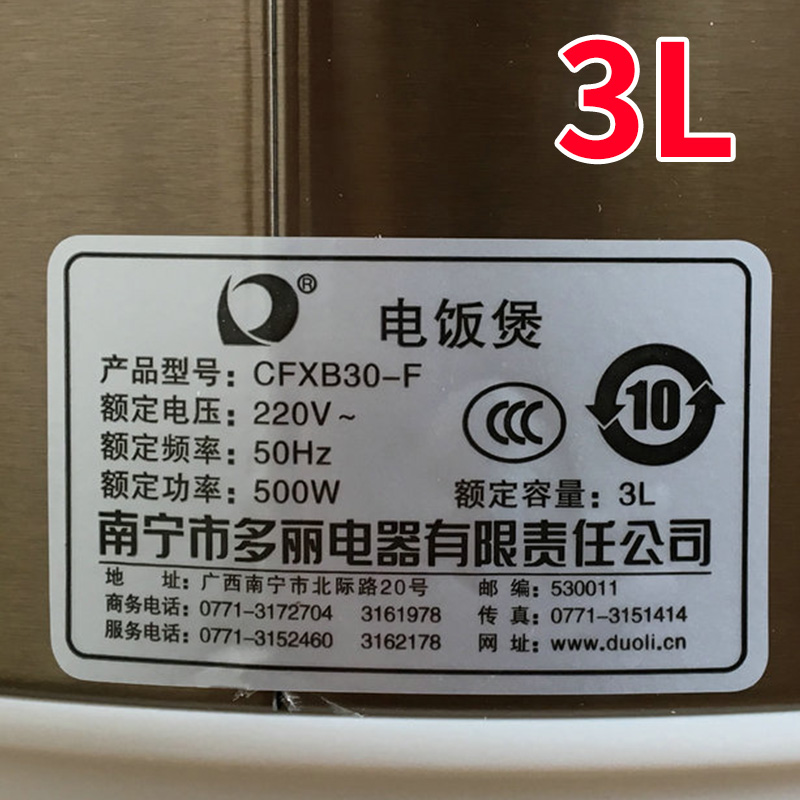 3L
®
电饭煲
产品型号：CFXB30-F
额定电压：220V～
额定频率：50Hz
额定功率：500W
CCC
10
额定容量：3L
南宁市多丽电器有限责任公司
地 址：广西南宁市北际路20号 邮 编：530011
商务电话：0771-3172704 3161978 传 真：0771-3151414
服务电话：0771-3152460 3162178 网 址：www.duoli.cn